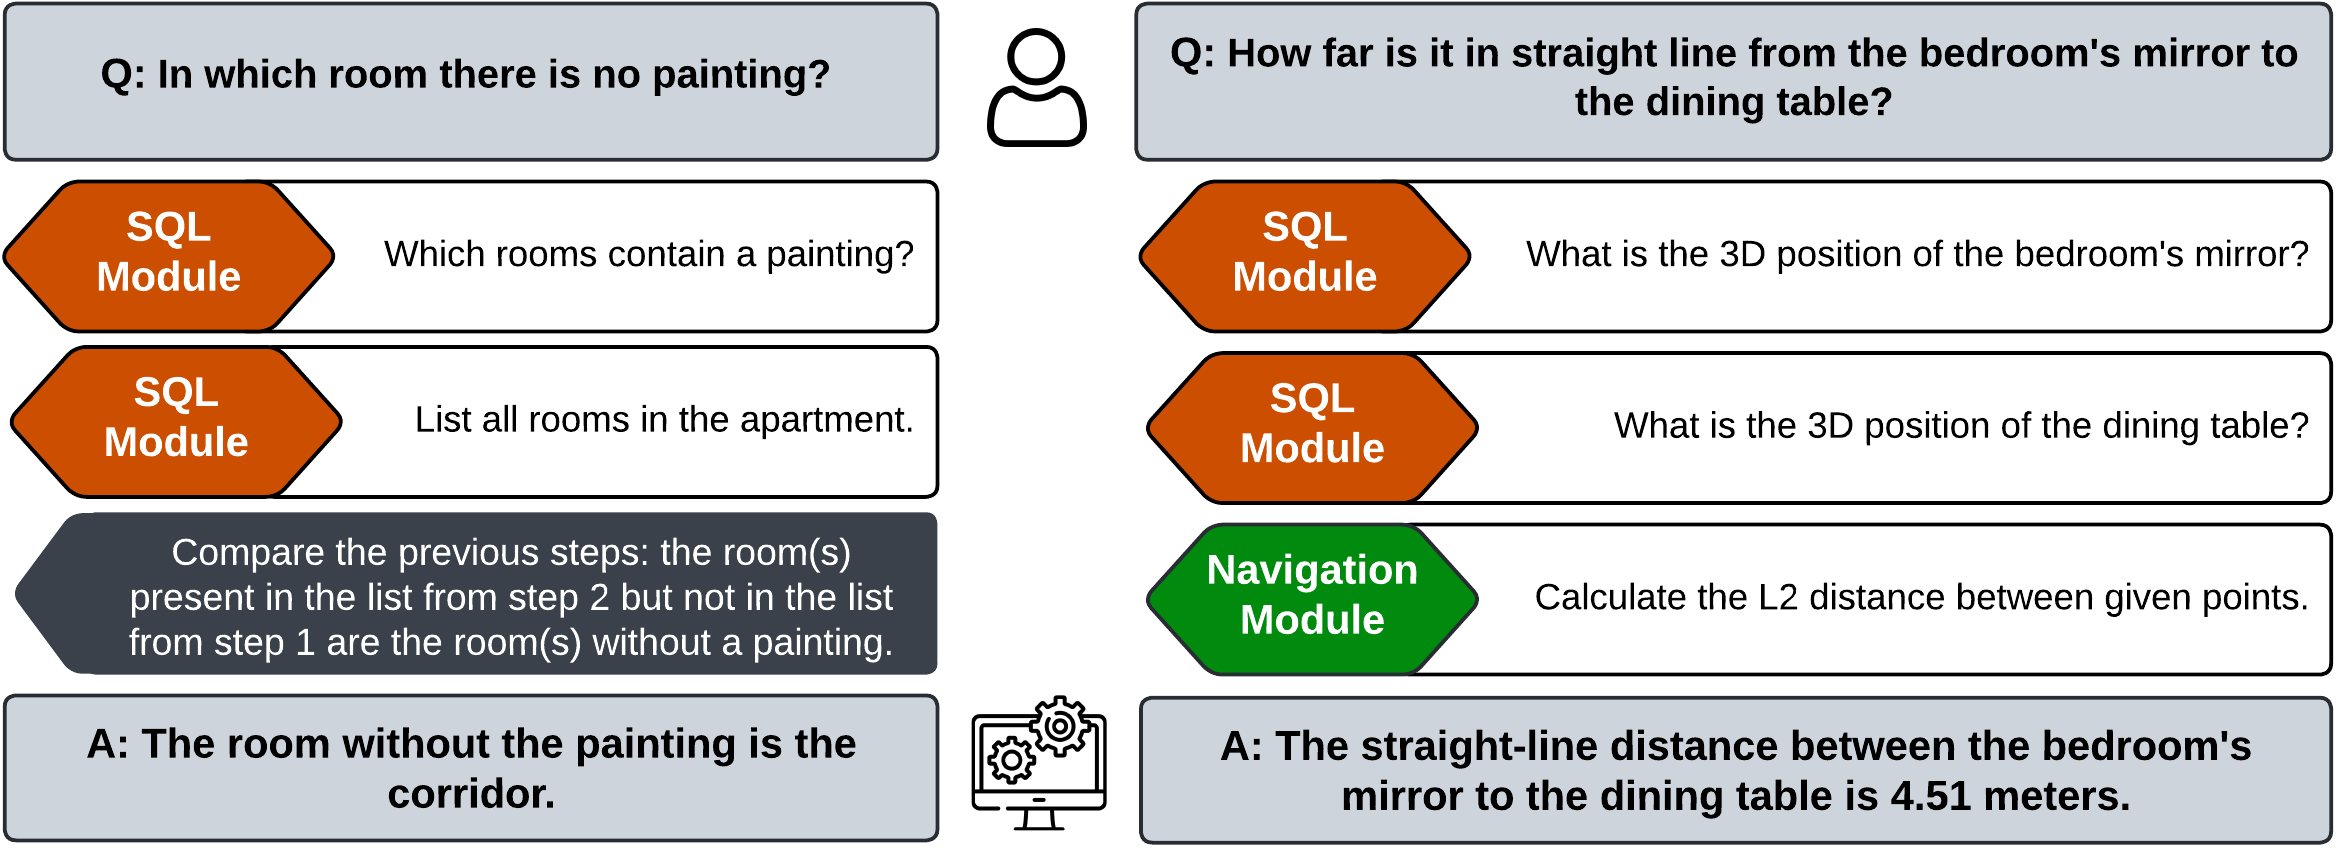 Q: In which room there is no painting?
SQL
Module
Which rooms contain a painting?
SQL
Module
List all rooms in the apartment.
Compare the previous steps: the room(s)
present in the list from step 2 but not in the list
from step 1 are the room(s) without a painting.
A: The room without the painting is the
corridor.
Q: How far is it in straight line from the bedroom's mirror to
the dining table?
SQL
Module
What is the 3D position of the bedroom's mirror?
SQL
Module
What is the 3D position of the dining table?
Navigation
Module
Calculate the L2 distance between given points.
A: The straight-line distance between the bedroom's
mirror to the dining table is 4.51 meters.